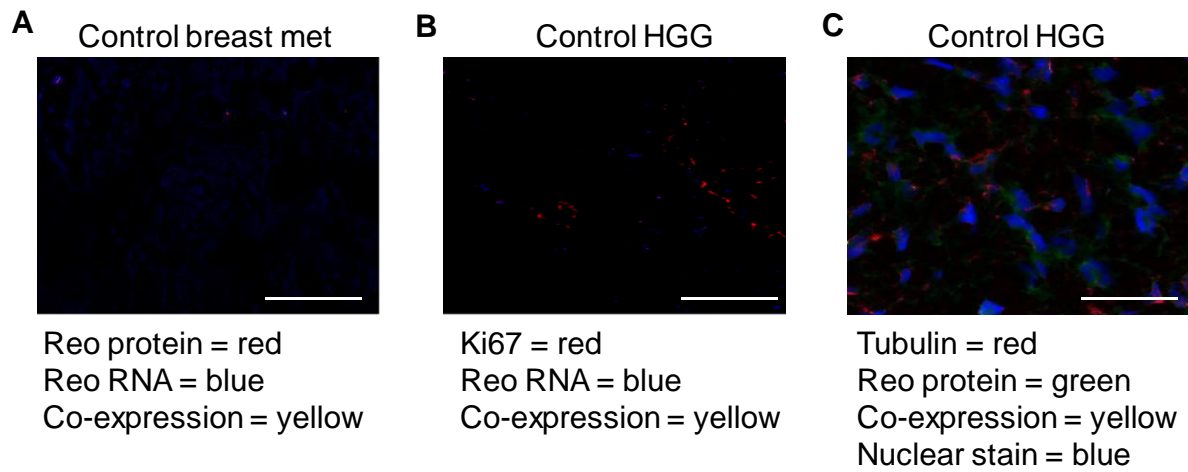 A
Control breast met
Reo protein = red
Reo RNA = blue
Co-expression = yellow
B
Control HGG
Ki67 = red
Reo RNA = blue
Co-expression = yellow
C
Control HGG
Tubulin = red
Reo protein = green
Co-expression = yellow
Nuclear stain = blue